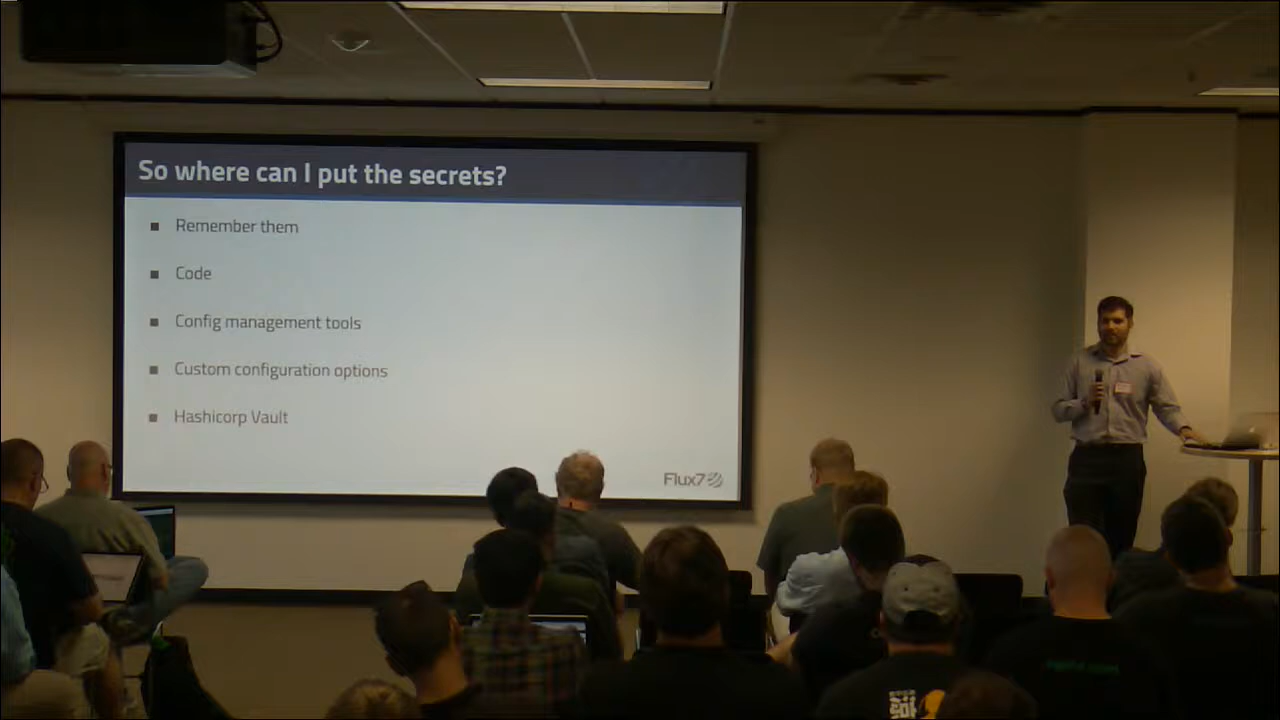 So where can I put the secrets?
Remember them
Code
Config management tools
Custom configuration options
Hashicorp Vault
Flux7